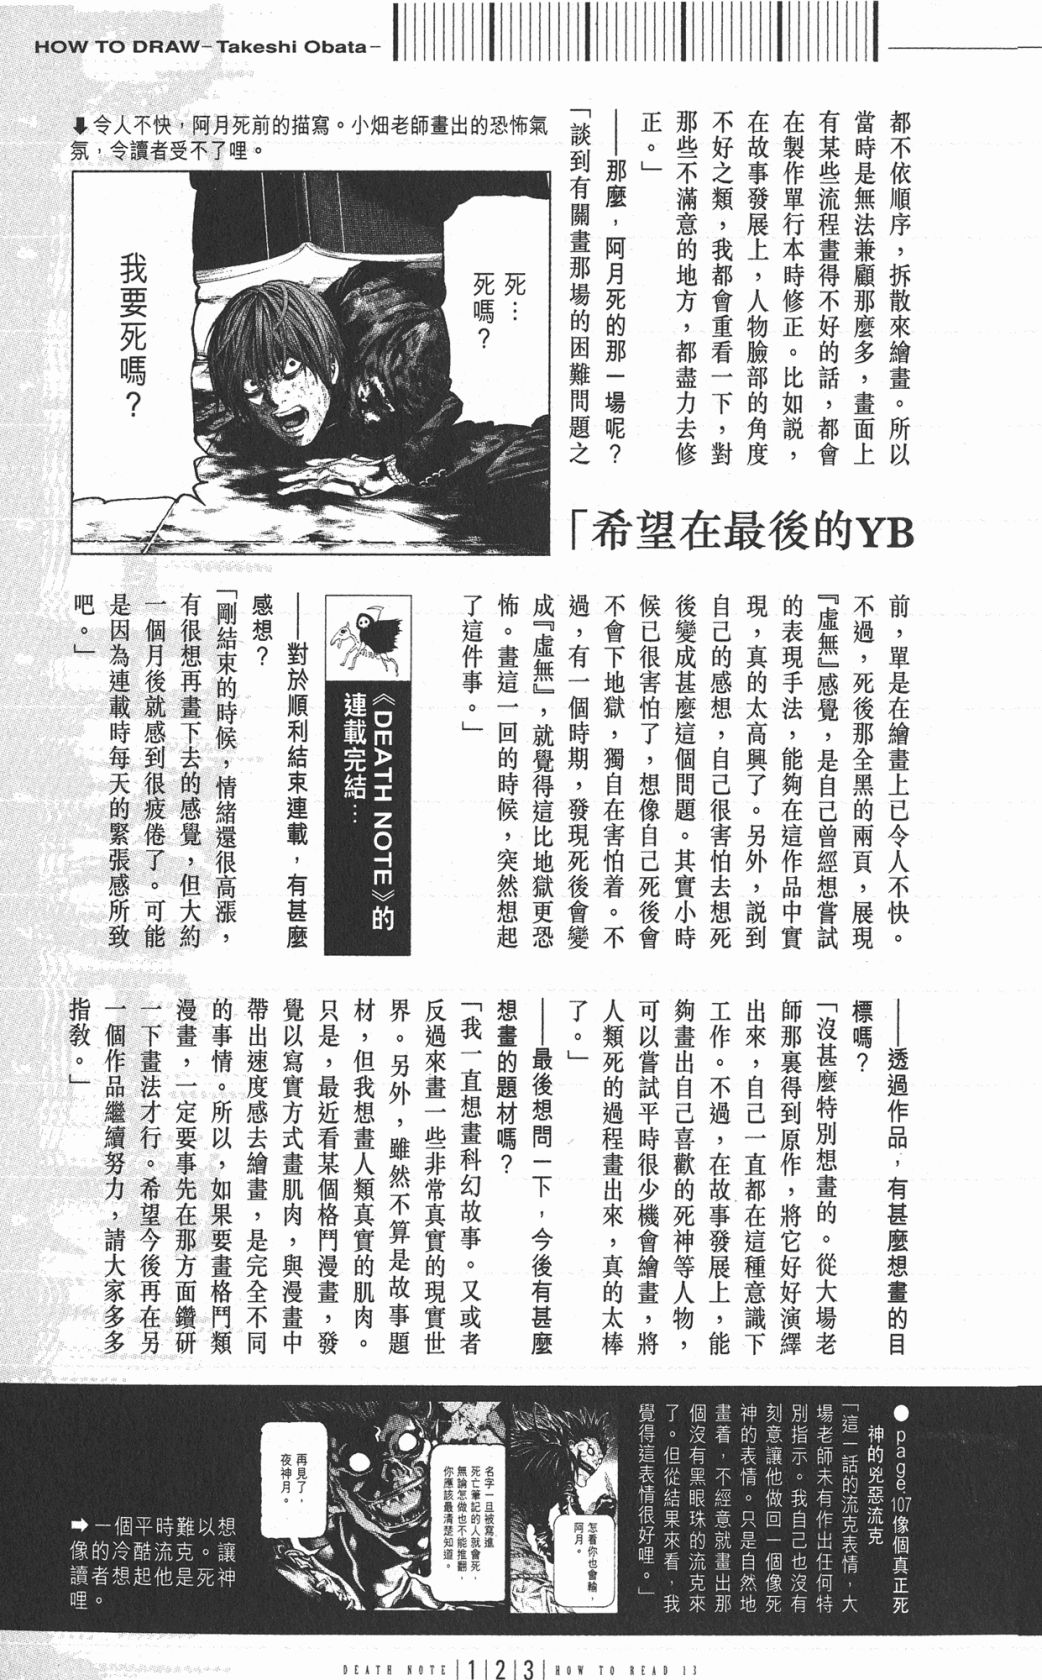 HOW TO DRAW–Takeshi Obata–
都不依順序，拆散來繪畫。所以
當時是無法兼顧那麼多，畫面上
有某些流程畫得不好的話，都會
在製作單行本時修正。比如說，
在故事發展上，人物臉部的角度
不好之類，我都會重看一下，對
那些不滿意的地方，都盡力去修
正。」
——那麼，阿月死的那一場呢？
「談到有關畫那場的困難問題之
⬇令人不快，阿月死前的描寫。小畑老師畫出的恐怖氣
氛，令讀者受不了哩。
死…
死嗎？
我要死嗎？
「希望在最後的YB
前，單是在繪畫上已令人不快。
不過，死後那全黑的兩頁，展現
『虛無』感覺，是自己曾經想嘗試
的表現手法，能夠在這作品中實
現，真的太高興了。另外，說到
自己的感想，自己很害怕去想死
後變成甚麼這個問題。其實小時
候已很害怕了，想像自己死後會
不會下地獄，獨自在害怕着。不
過，有一個時期，發現死後會變
成『虛無』，就覺得這比地獄更恐
怖。畫這一回的時候，突然想起
了這件事。」
《DEATH NOTE》的
連載完結…
——對於順利結束連載，有甚麼
感想？
「剛結束的時候，情緒還很高漲，
有很想再畫下去的感覺，但大約
一個月後就感到很疲倦了。可能
是因為連載時每天的緊張感所致
吧。」
——透過作品，有甚麼想畫的目
標嗎？
「沒甚麼特別想畫的。從大場老
師那裏得到原作，將它好好演繹
出來，自己一直都在這種意識下
工作。不過，在故事發展上，能
夠畫出自己喜歡的死神等人物，
可以嘗試平時很少機會繪畫，將
人類死的過程畫出來，真的太棒
了。」
——最後想問一下，今後有甚麼
想畫的題材嗎？
「我一直想畫科幻故事。又或者
反過來畫一些非常真實的現實世
界。另外，雖然不算是故事題
材，但我想畫人類真實的肌肉。
只是，最近看某個格鬥漫畫，發
覺以寫實方式畫肌肉，與漫畫中
帶出速度感去繪畫，是完全不同
的事情。所以，如果要畫格鬥類
漫畫，一定要事先在那方面鑽研
一下畫法才行。希望今後再在另
一個作品繼續努力，請大家多多
指教。」
●page.107像個真正死
神的兇惡流克
「這一話的流克表情，大
場老師未有作出任何特
別指示。我自己也沒有
刻意讓他做回一個像死
神的表情。只是自然地
畫着，不經意就畫出那
個沒有黑眼珠的流克來
了。但從結果來看，我
覺得這表情很好哩。」
怎看你也會輸，
阿月。
名字一旦被寫進
死亡筆記的人就會死，
無論怎做也不能推翻，
你應該最清楚知道。
再見了，
夜神月。
➡一個平時難以想
像的冷酷流克。讓
讀者想起他是死神
哩。
DEATH NOTE |1|2|3| HOW TO READ 13